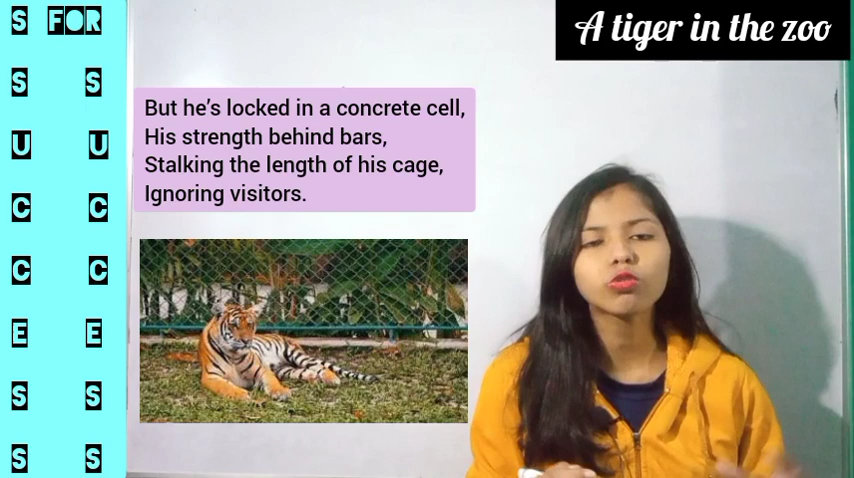 S FOR
S S
U U
C C
C C
E E
S S
S S
A tiger in the zoo
But he's locked in a concrete cell,
His strength behind bars,
Stalking the length of his cage,
Ignoring visitors.